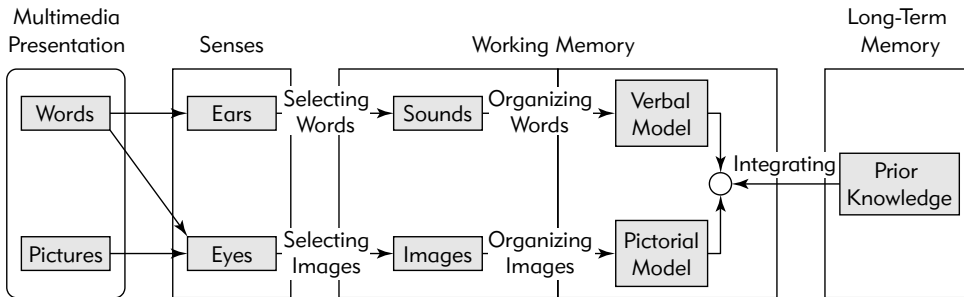 Multimedia
Presentation
Senses
Working Memory
Long-Term
Memory
Words
Ears
Selecting
Words
Sounds
Organizing
Words
Verbal
Model
Integrating
Prior
Knowledge
Pictures
Eyes
Selecting
Images
Images
Organizing
Images
Pictorial
Model